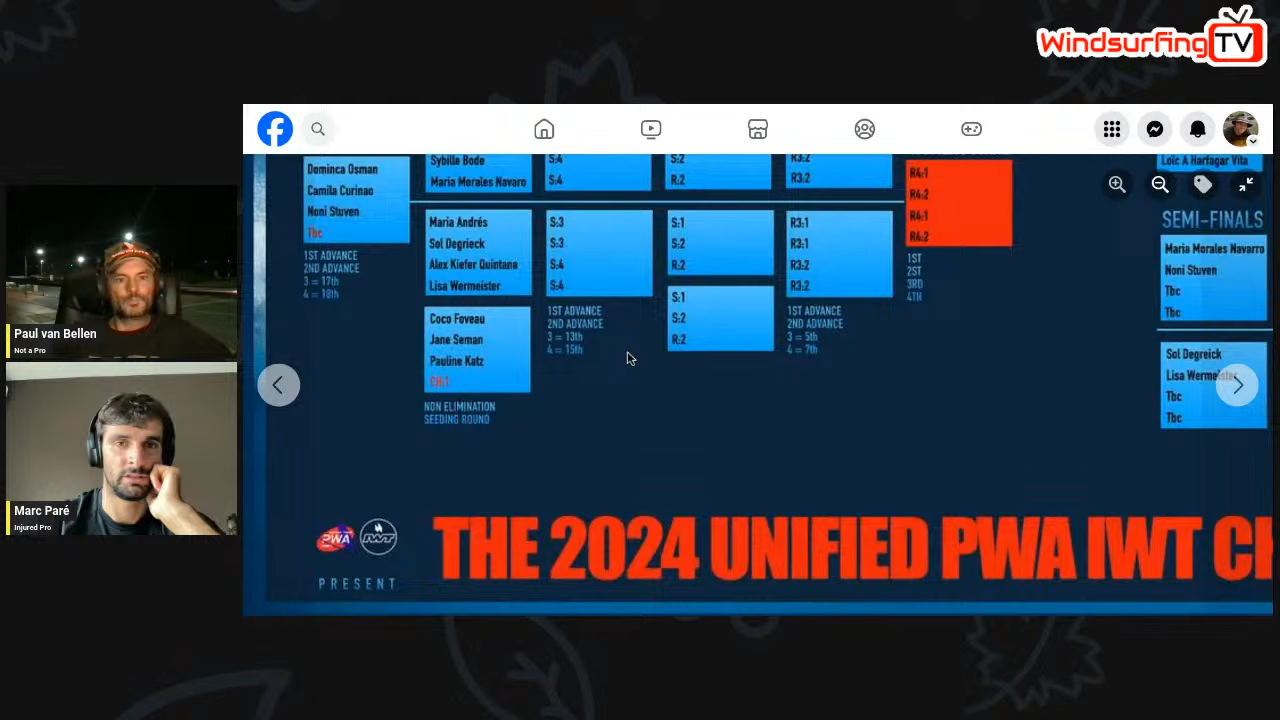 Windsurfing TV
Dominca Osman
Camila Curinao
Noni Stuven
Tbc
1ST ADVANCE
2ND ADVANCE
3 = 17th
4 = 18th
Sybille Bode
Maria Morales Navaro
S:4
S:4
S:2
R:2
R3:2
R3:2
R4:1
R4:2
R4:1
R4:2
1ST
2ST
3RD
4TH
Loic A Harfagar Vita
SEMI-FINALS
Maria Morales Navarro
Noni Stuven
Tbc
Tbc
Sol Degreick
Lisa Wermeister
Tbc
Tbc
Maria Andrés
Sol Degrieck
Alex Kiefer Quintana
Lisa Wermeister
S:3
S:3
S:4
S:4
S:1
S:2
R:2
R3:1
R3:1
R3:2
R3:2
Coco Foveau
Jane Seman
Pauline Katz
CH:1
1ST ADVANCE
2ND ADVANCE
3 = 13th
4 = 15th
S:1
S:2
R:2
1ST ADVANCE
2ND ADVANCE
3 = 5th
4 = 7th
NON ELIMINATION
SEEDING ROUND
Paul van Bellen
Not a Pro
Marc Paré
Injured Pro
PWA IWT
PRESENT
THE 2024 UNIFIED PWA IWT